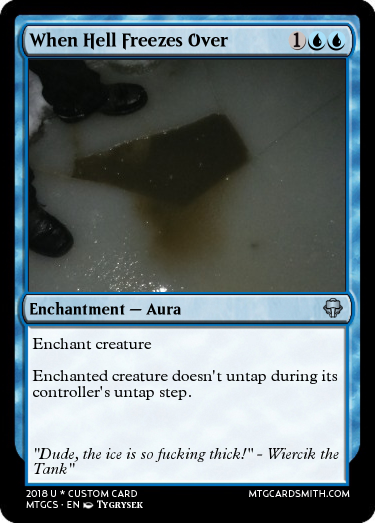 When Hell Freezes Over 1
Enchantment — Aura
Enchant creature
Enchanted creature doesn't untap during its
controller's untap step.
"Dude, the ice is so fucking thick!" - Wiercik the
Tank"
2018 U * CUSTOM CARD
MTGCARDSMITH.COM
MTGCS · EN TYGRYSEK